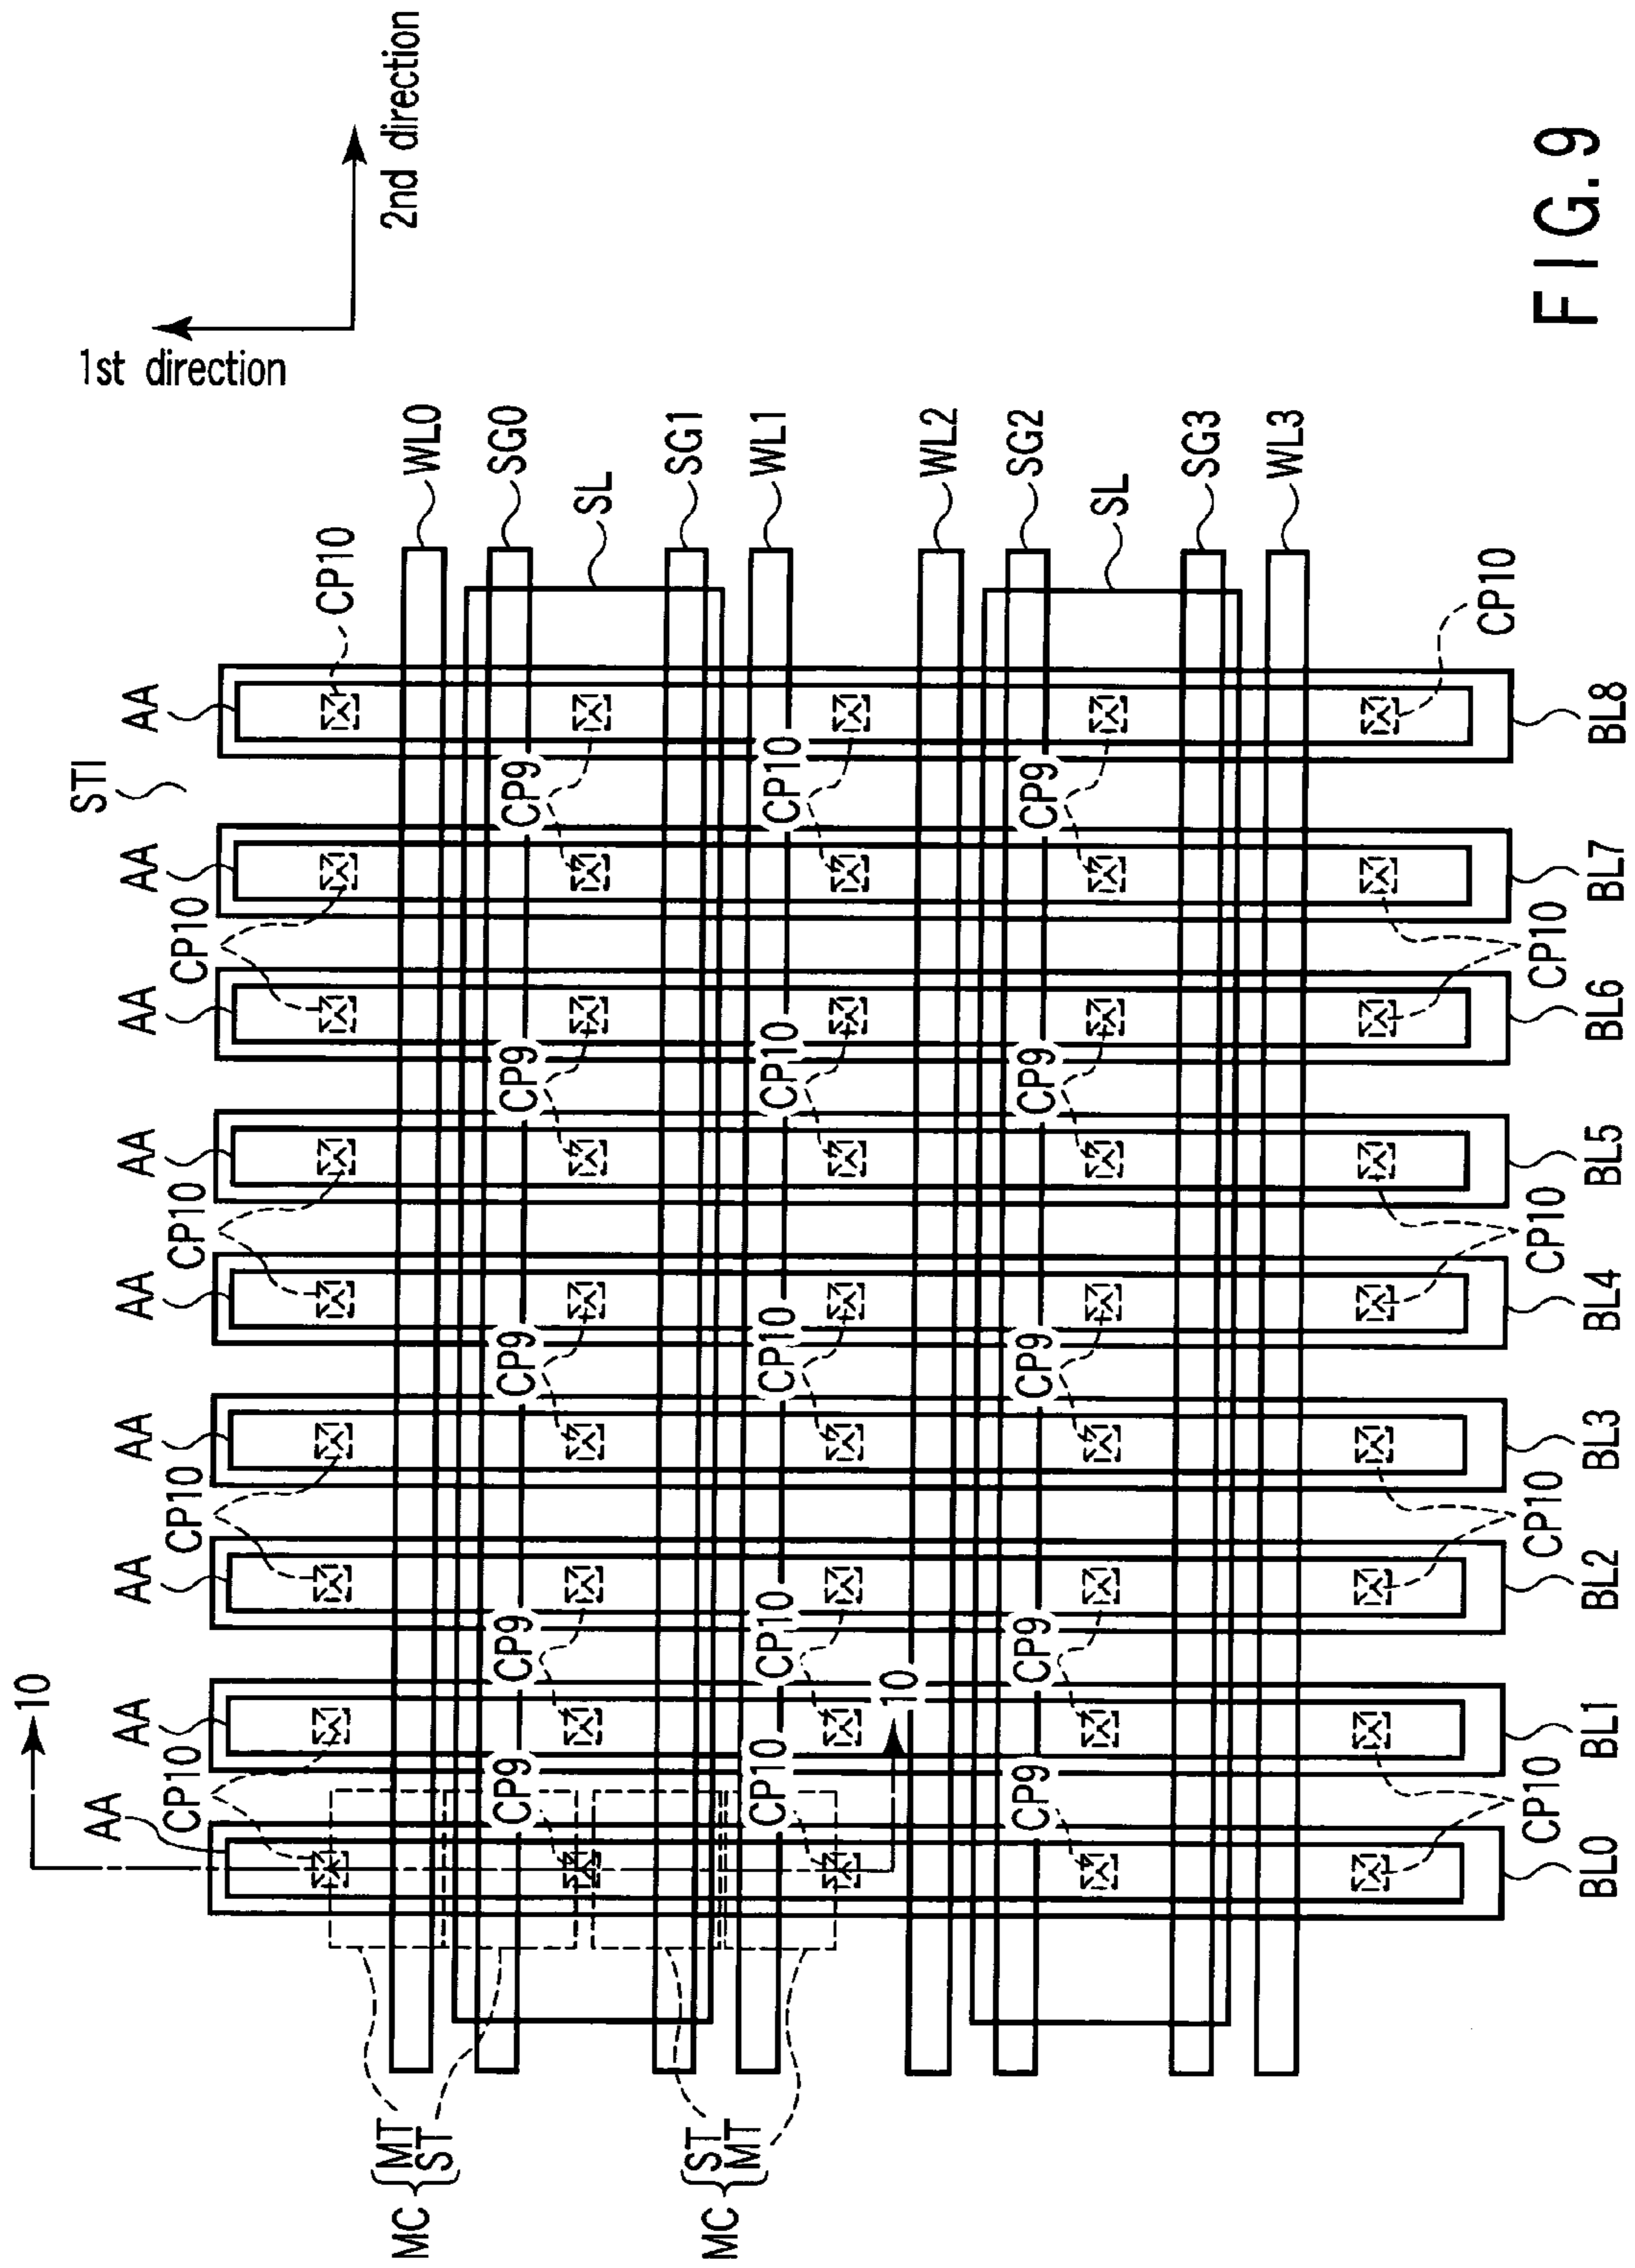 1st direction
2nd direction
10
STI
AA
AA
AA
AA
AA
AA
AA
AA
AA
CP10
CP10
CP10
CP10
CP10
WL0
SG0
CP9
CP9
CP9
CP9
CP9
SL
SG1
WL1
CP10
CP10
CP10
CP10
CP10
10
WL2
SG2
CP9
CP9
CP9
CP9
CP9
SL
SG3
WL3
CP10
CP10
CP10
CP10
CP10
MC { MT
ST
MC { ST
MT
BL0
BL1
BL2
BL3
BL4
BL5
BL6
BL7
BL8
FIG. 9